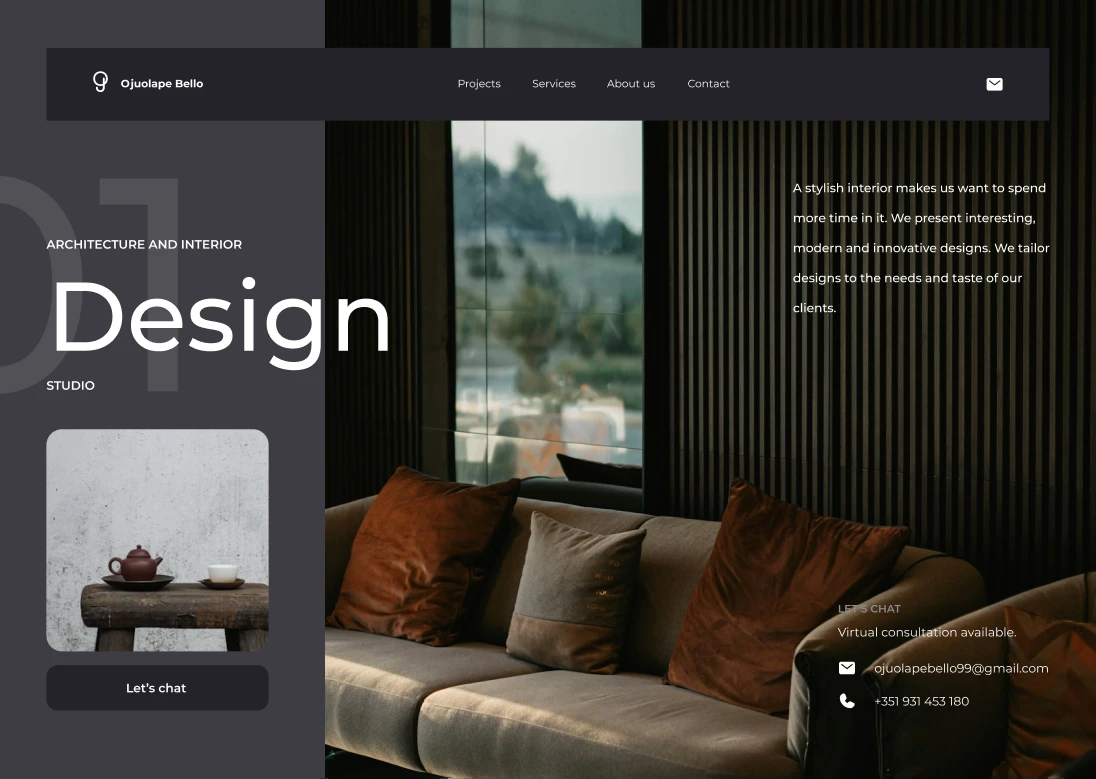 Ojuolape Bello
Projects
Services
About us
Contact
01
ARCHITECTURE AND INTERIOR
Design
STUDIO
Let's chat
A stylish interior makes us want to spend
more time in it. We present interesting,
modern and innovative designs. We tailor
designs to the needs and taste of our
clients.
LET'S CHAT
Virtual consultation available.
ojuolapebello99@gmail.com
+351 931 453 180